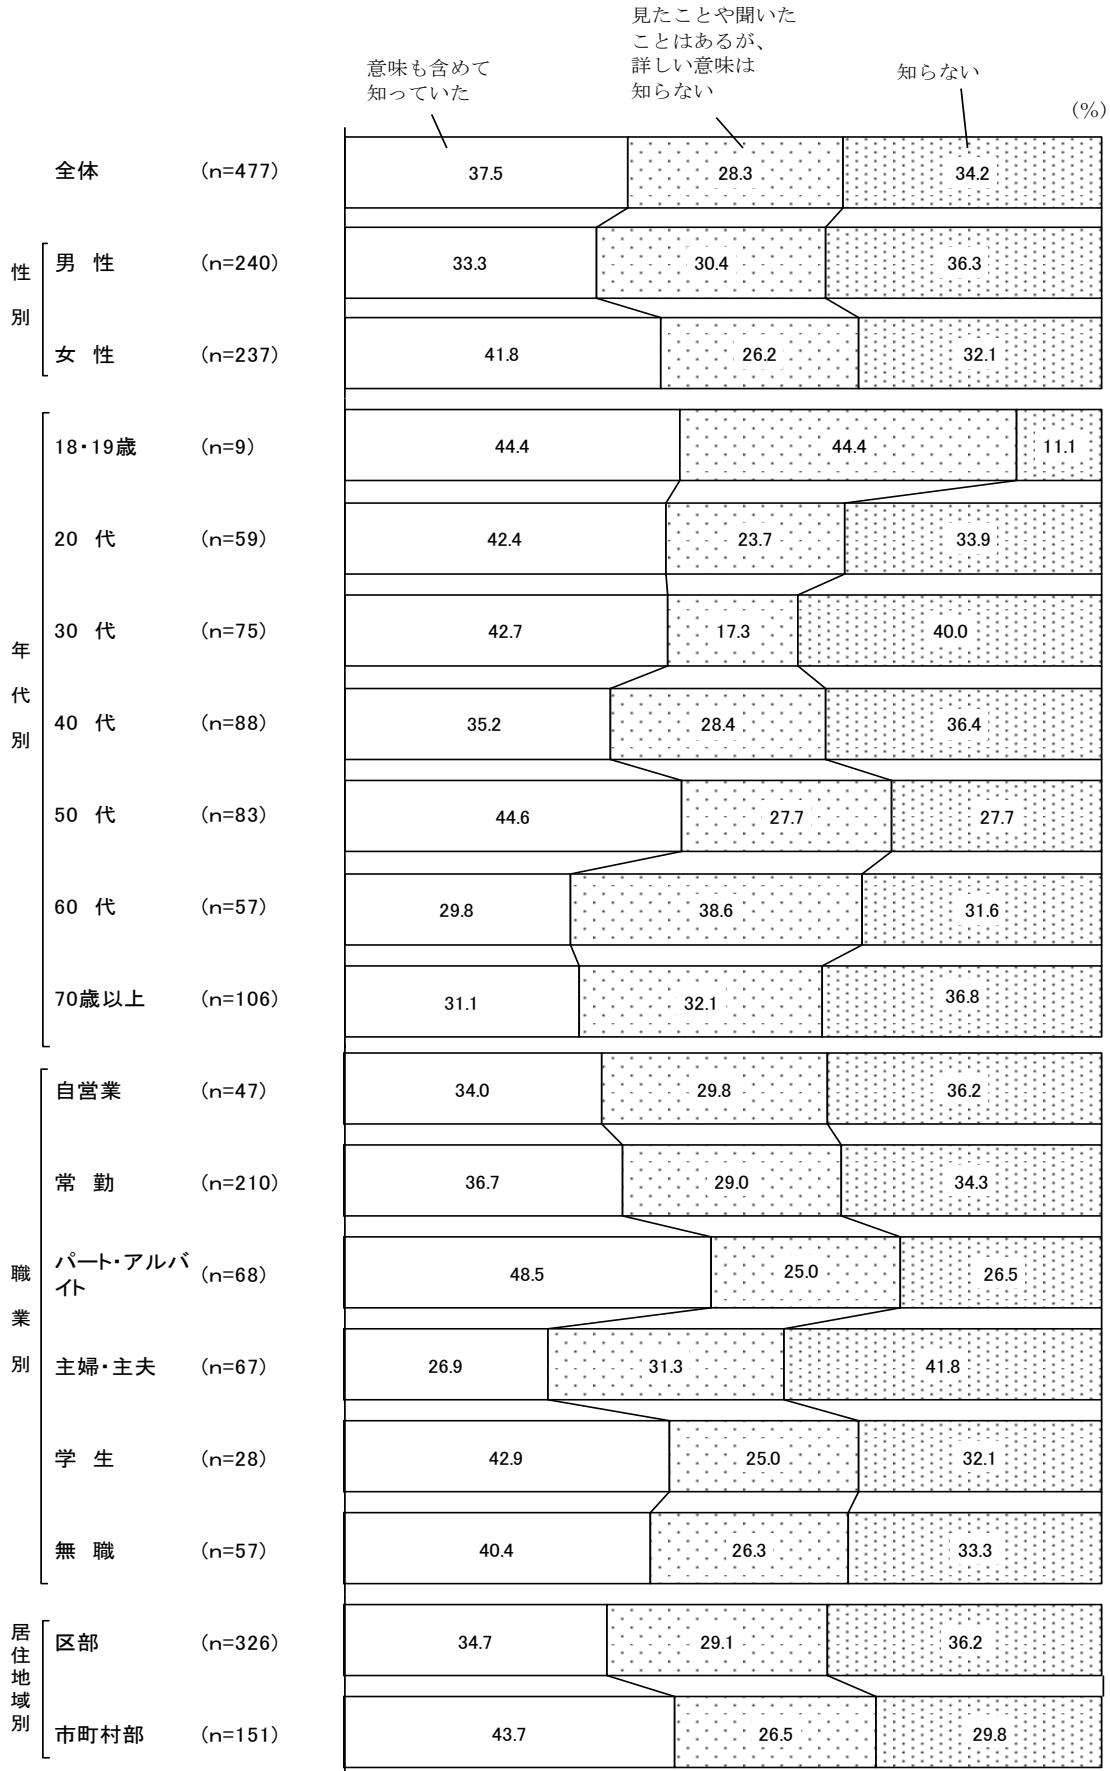 意味も含めて
知っていた
見たことや聞いた
ことはあるが、
詳しい意味は
知らない
知らない
(%)
全体 (n=477) 37.5 28.3 34.2
性別
男 性 (n=240) 33.3 30.4 36.3
女 性 (n=237) 41.8 26.2 32.1
年代別
18・19歳 (n=9) 44.4 44.4 11.1
20 代 (n=59) 42.4 23.7 33.9
30 代 (n=75) 42.7 17.3 40.0
40 代 (n=88) 35.2 28.4 36.4
50 代 (n=83) 44.6 27.7 27.7
60 代 (n=57) 29.8 38.6 31.6
70歳以上 (n=106) 31.1 32.1 36.8
職業別
自営業 (n=47) 34.0 29.8 36.2
常 勤 (n=210) 36.7 29.0 34.3
パート・アルバ
イト (n=68) 48.5 25.0 26.5
主婦・主夫 (n=67) 26.9 31.3 41.8
学 生 (n=28) 42.9 25.0 32.1
無 職 (n=57) 40.4 26.3 33.3
居住地域別
区部 (n=326) 34.7 29.1 36.2
市町村部 (n=151) 43.7 26.5 29.8